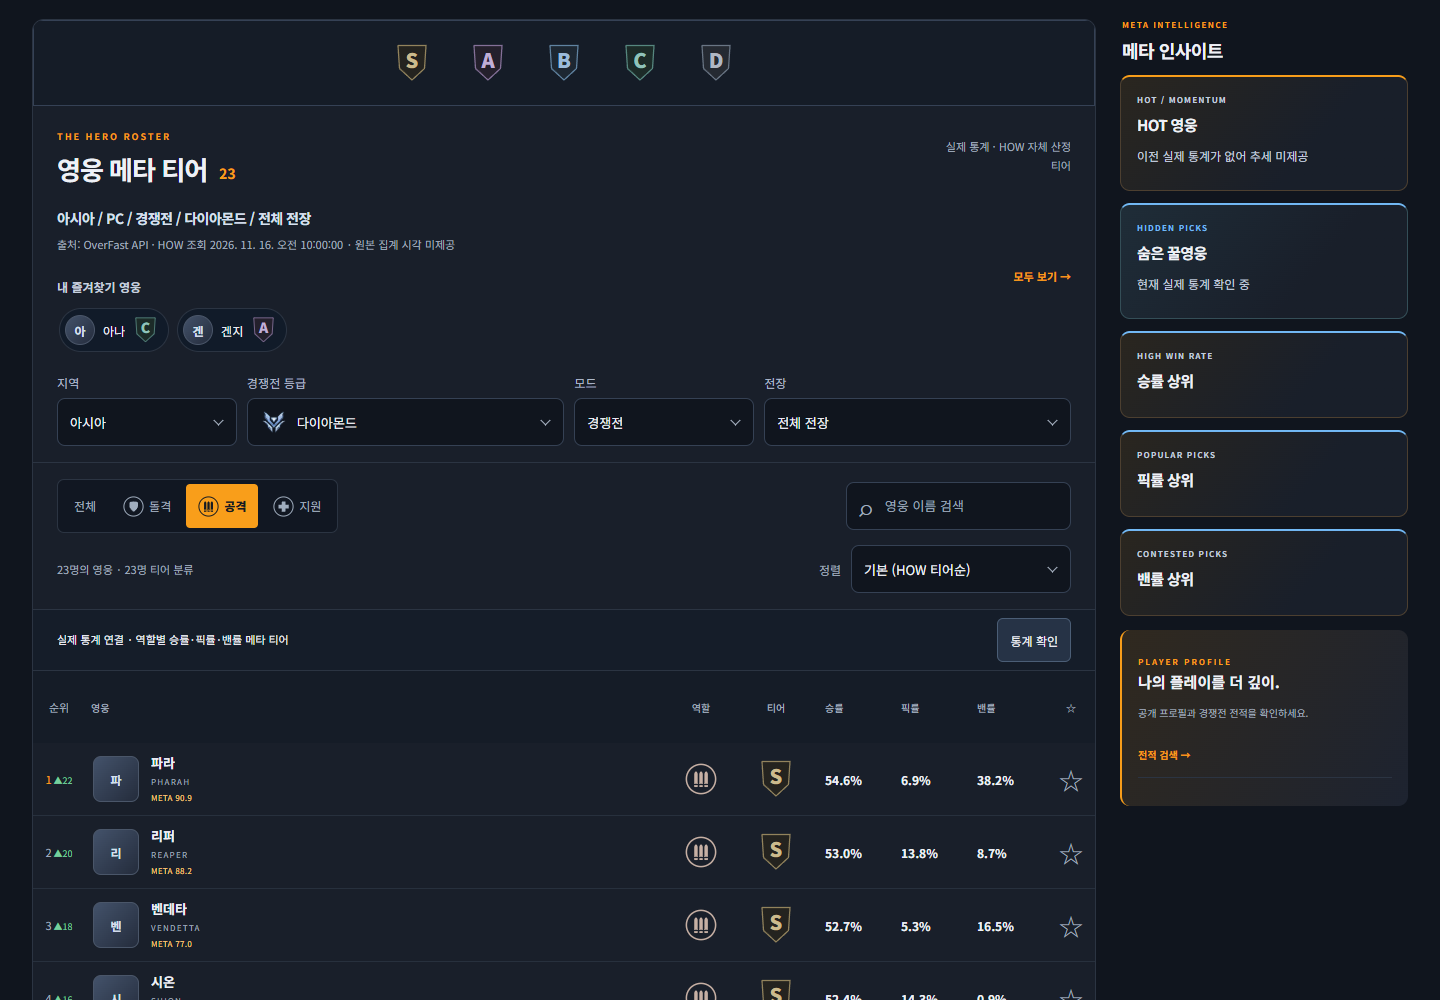 S A B C D
THE HERO ROSTER
영웅 메타 티어 23
실제 통계 · HOW 자체 산정
티어
아시아 / PC / 경쟁전 / 다이아몬드 / 전체 전장
출처: OverFast API · HOW 조회 2026. 11. 16. 오전 10:00:00 · 원본 집계 시각 미제공
내 즐겨찾기 영웅
모두 보기 →
아 아나 C 겐 겐지 A
지역 경쟁전 등급 모드 전장
아시아 다이아몬드 경쟁전 전체 전장
전체 돌격 공격 지원
영웅 이름 검색
23명의 영웅 · 23명 티어 분류
정렬 기본 (HOW 티어순)
실제 통계 연결 · 역할별 승률·픽률·밴률 메타 티어
통계 확인
순위 영웅 역할 티어 승률 픽률 밴률 ☆
1 ▲22 파 파라 S 54.6% 6.9% 38.2% ☆
PHARAH
META 90.9
2 ▲20 리 리퍼 S 53.0% 13.8% 8.7% ☆
REAPER
META 88.2
3 ▲18 벤 벤데타 S 52.7% 5.3% 16.5% ☆
VENDETTA
META 77.0
4 ▲16 시 시온 S 52.4% 14.3% 0.9% ☆
SHION
META INTELLIGENCE
메타 인사이트
HOT / MOMENTUM
HOT 영웅
이전 실제 통계가 없어 추세 미제공
HIDDEN PICKS
숨은 꿀영웅
현재 실제 통계 확인 중
HIGH WIN RATE
승률 상위
POPULAR PICKS
픽률 상위
CONTESTED PICKS
밴률 상위
PLAYER PROFILE
나의 플레이를 더 깊이.
공개 프로필과 경쟁전 전적을 확인하세요.
전적 검색 →